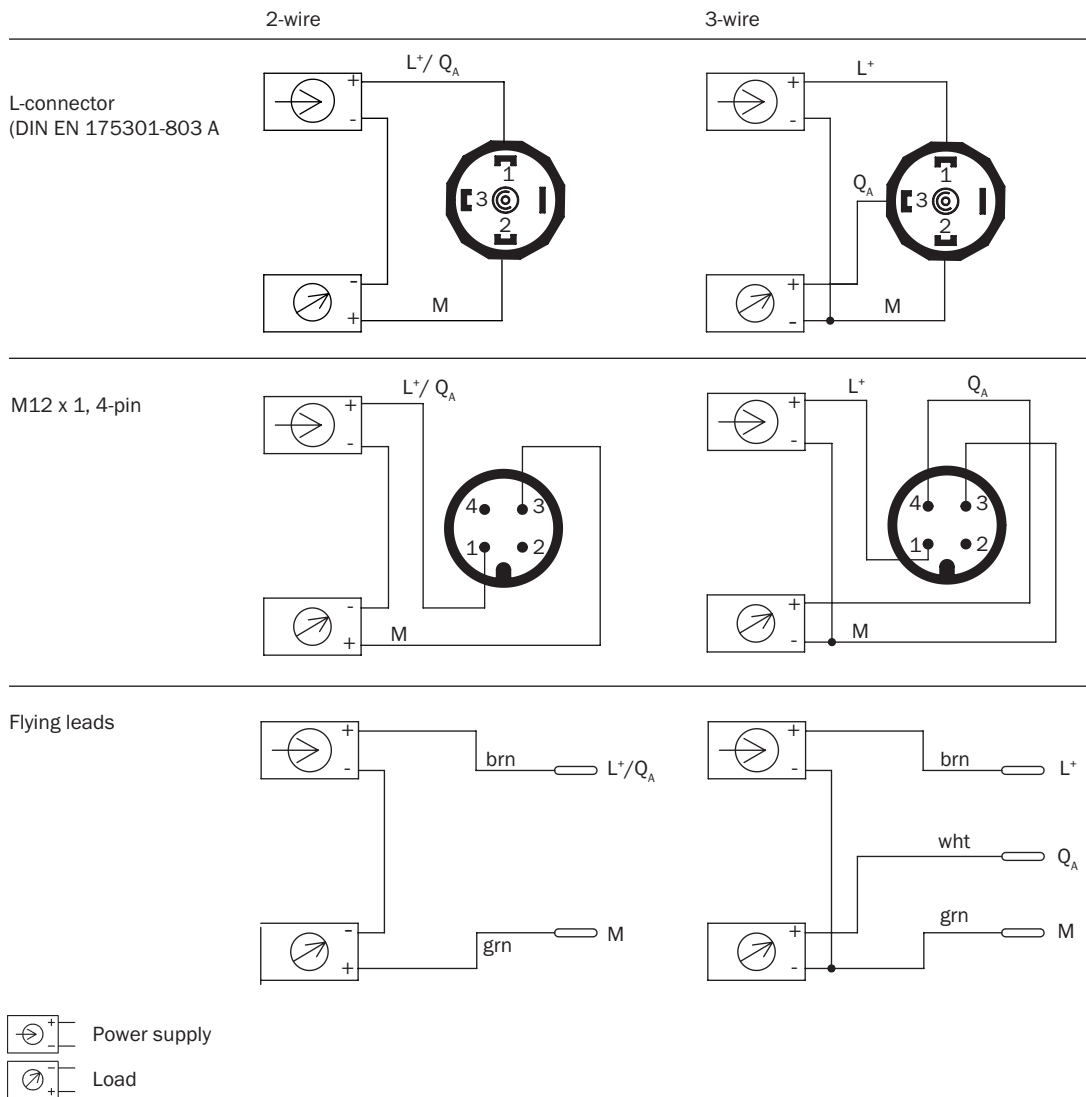 2-wire 3-wire
L-connector
(DIN EN 175301-803 A
L⁺/ Q_A
+
-
1
3
2
-
+
M
L⁺
+
-
Q_A
1
3
2
+
-
M
M12 x 1, 4-pin
L⁺/ Q_A
+
-
4 3
1 2
-
+
M
L⁺ Q_A
+
-
4 3
1 2
+
-
M
Flying leads
+
-
brn L⁺/Q_A
-
+
grn M
+
-
brn L⁺
wht Q_A
+
-
grn M
+
-
Power supply
-
+
Load